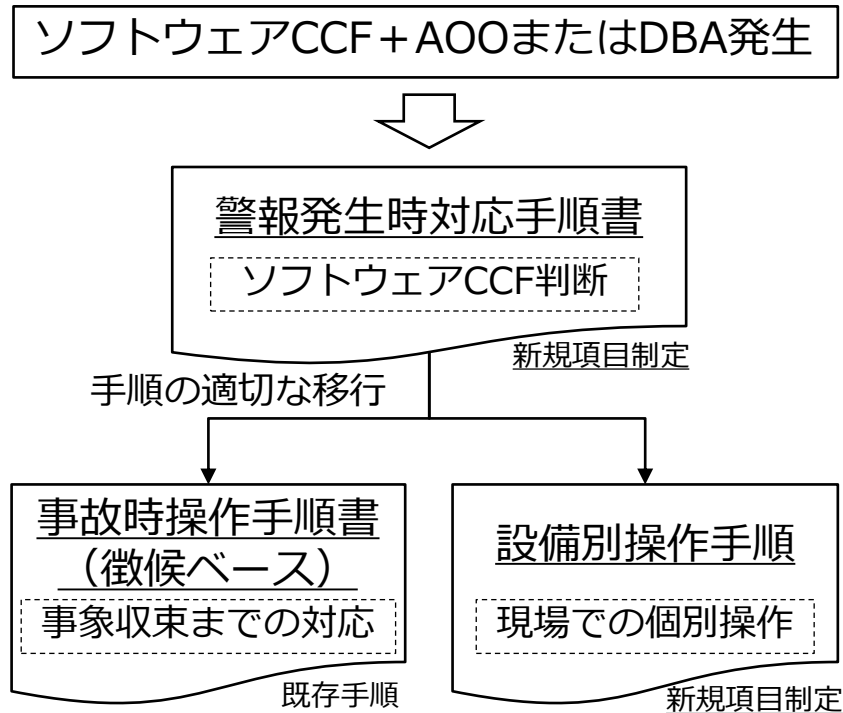 ソフトウェアCCF+AOOまたはDBA発生
警報発生時対応手順書
ソフトウェアCCF判断
新規項目制定
手順の適切な移行
事故時操作手順書
（徴候ベース）
事象収束までの対応
既存手順
設備別操作手順
現場での個別操作
新規項目制定